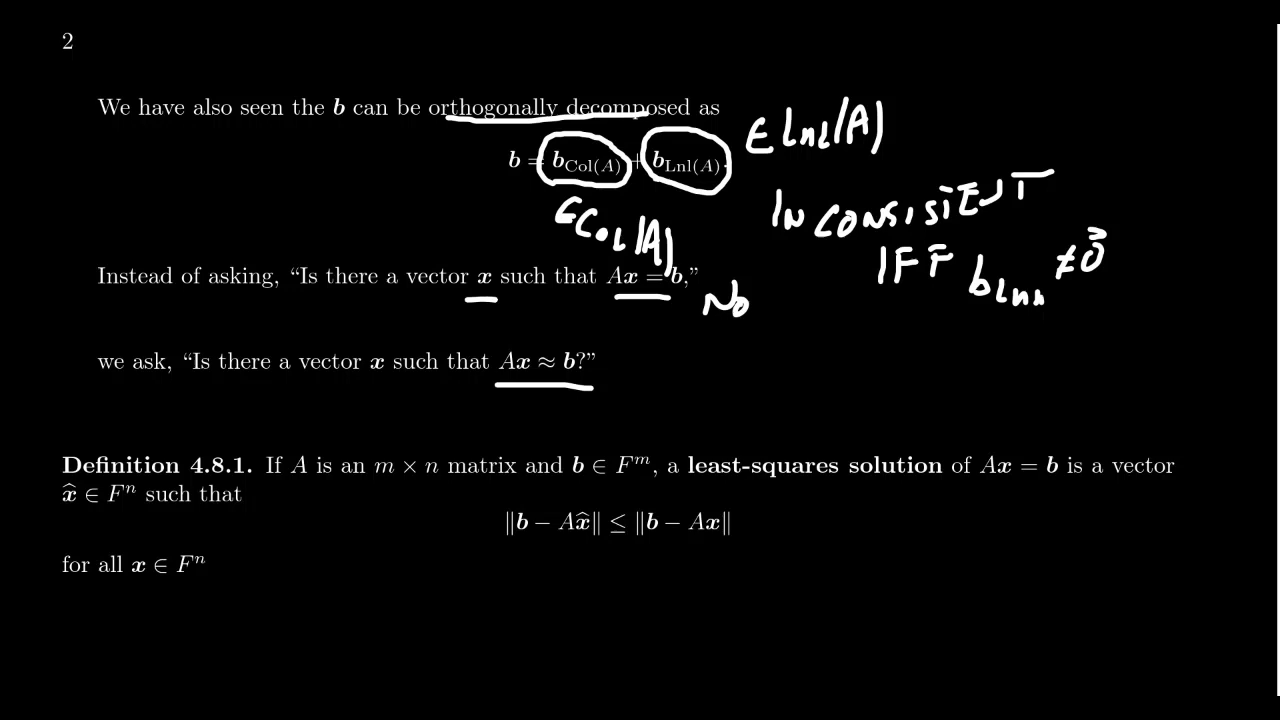 2
We have also seen the b can be orthogonally decomposed as
∈ Lnl(A)
b = b_Col(A) + b_Lnl(A).
INCONSISTENT
∈ COL(A)
IFF b_Lnl ≠ 0⃗
Instead of asking, “Is there a vector x such that Ax = b,”
No
we ask, “Is there a vector x such that Ax ≈ b?”
Definition 4.8.1. If A is an m × n matrix and b ∈ F^m, a least-squares solution of Ax = b is a vector
x̂ ∈ F^n such that
‖b − Ax̂‖ ≤ ‖b − Ax‖
for all x ∈ F^n